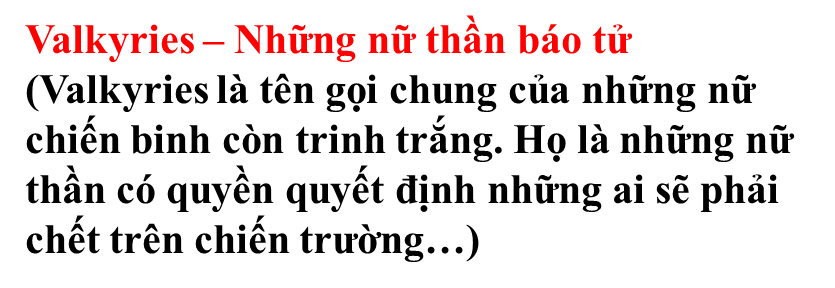 Valkyries – Những nữ thần báo tử
(Valkyries là tên gọi chung của những nữ
chiến binh còn trinh trắng. Họ là những nữ
thần có quyền quyết định những ai sẽ phải
chết trên chiến trường…)